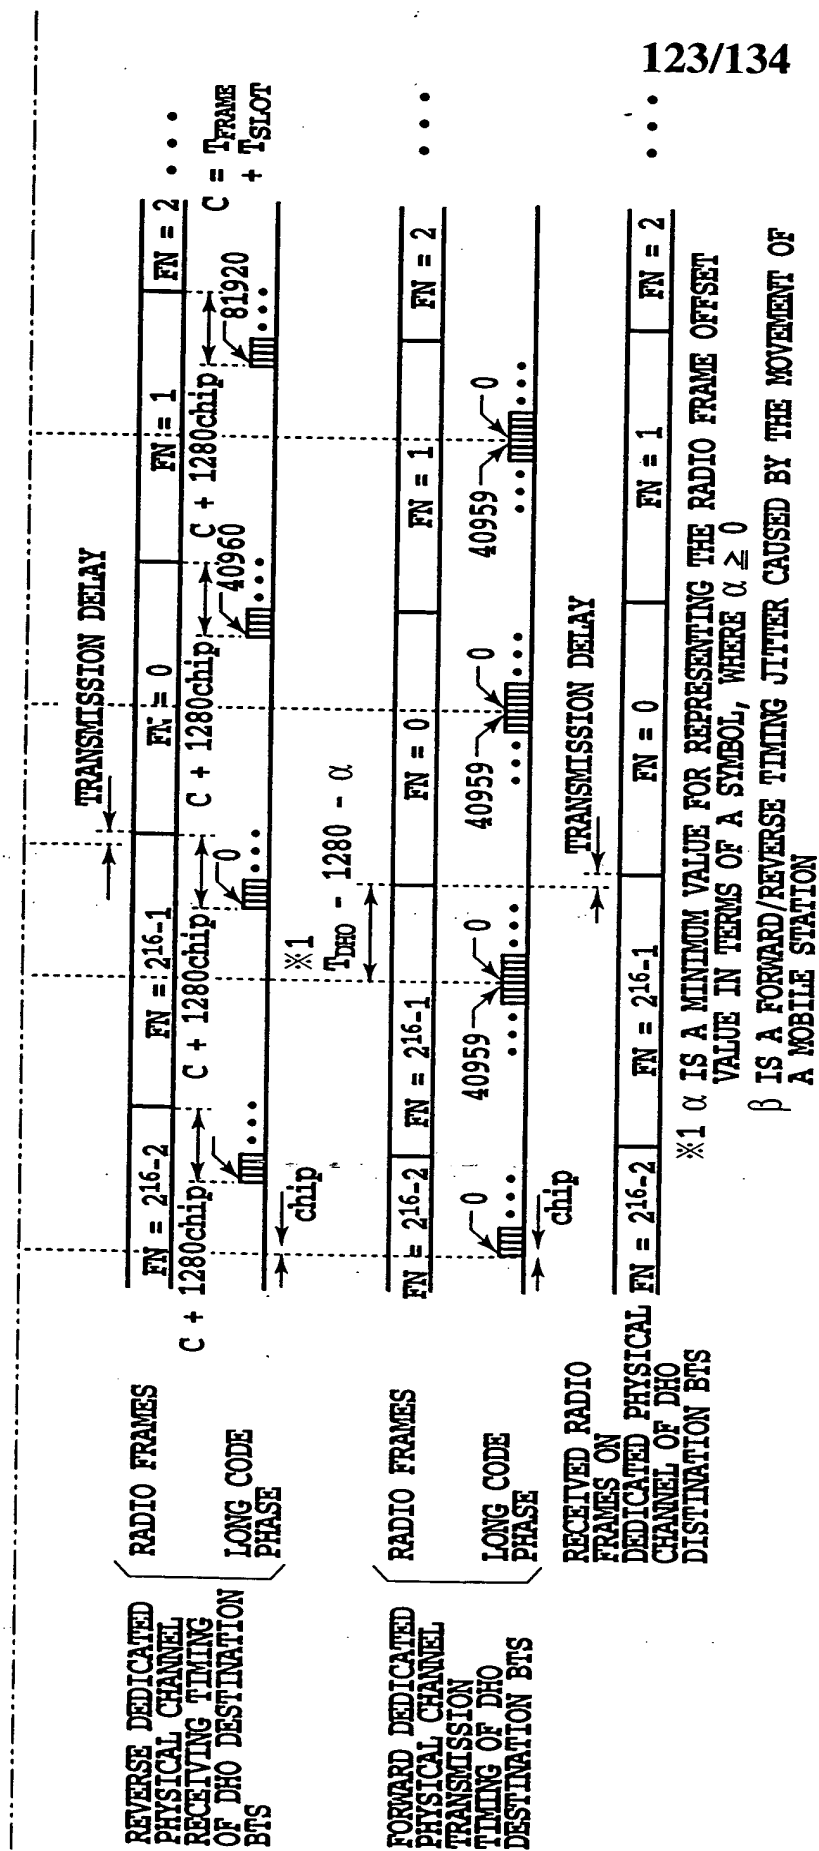 123/134
TRANSMISSION DELAY
FN = 2^16-2
FN = 2^16-1
FN = 0
FN = 1
FN = 2
• • •
C + 1280chip
C + 1280chip
C + 1280chip
C + 1280chip
C + 1280chip
C = TFRAME
+ TSLOT
0
40960
81920
• • •
• • •
• • •
• • •
chip
REVERSE DEDICATED
PHYSICAL CHANNEL
RECEIVING TIMING
OF DHO DESTINATION
BTS
RADIO FRAMES
LONG CODE
PHASE
※1
TDHO - 1280 - α
FN = 2^16-2
FN = 2^16-1
FN = 0
FN = 1
FN = 2
• • •
0
• • •
40959
0
• • •
• • •
40959
0
• • •
• • •
40959
0
• • •
• • •
chip
FORWARD DEDICATED
PHYSICAL CHANNEL
TRANSMISSION
TIMING OF DHO
DESTINATION BTS
RADIO FRAMES
LONG CODE
PHASE
TRANSMISSION DELAY
RECEIVED RADIO
FRAMES ON
DEDICATED PHYSICAL
CHANNEL OF DHO
DISTINATION BTS
FN = 2^16-2
FN = 2^16-1
FN = 0
FN = 1
FN = 2
• • •
※1 α IS A MINIMUM VALUE FOR REPRESENTING THE RADIO FRAME OFFSET
VALUE IN TERMS OF A SYMBOL, WHERE α ≧ 0
β IS A FORWARD/REVERSE TIMING JITTER CAUSED BY THE MOVEMENT OF
A MOBILE STATION